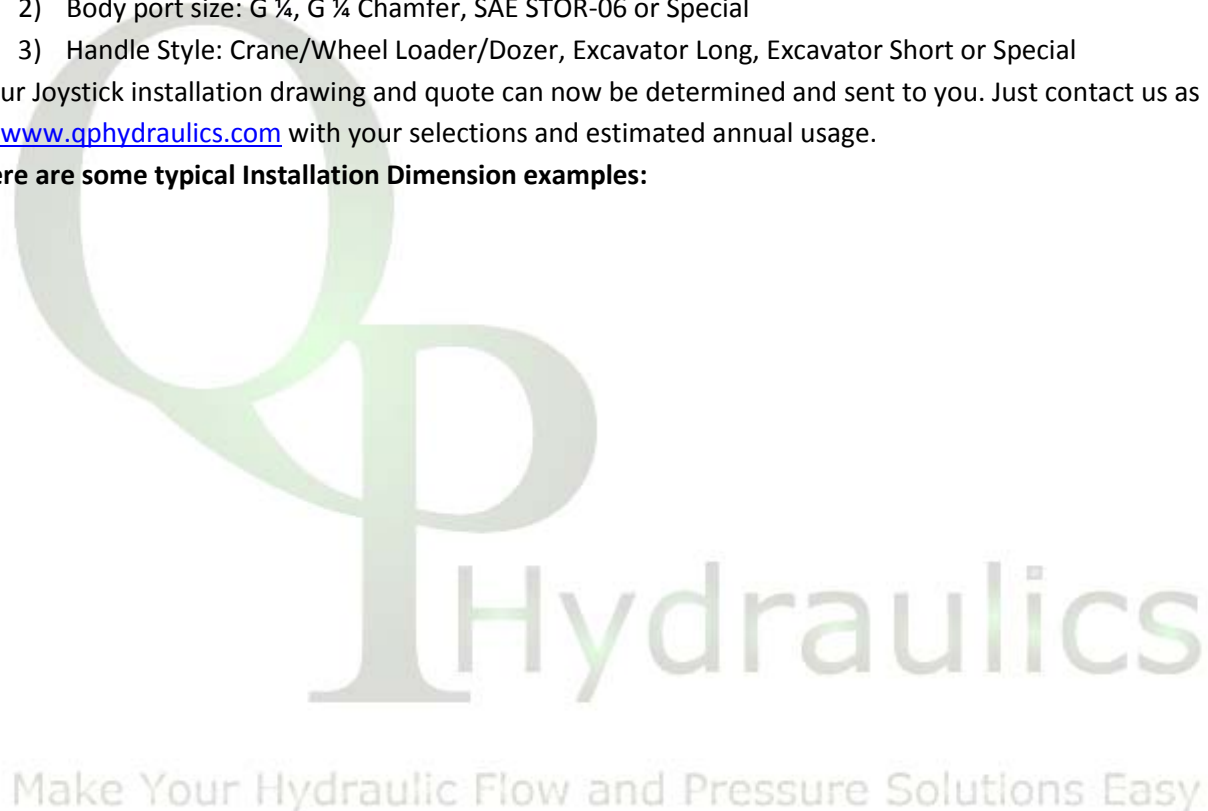 2) Body port size: G ¼, G ¼ Chamfer, SAE STOR-06 or Special
3) Handle Style: Crane/Wheel Loader/Dozer, Excavator Long, Excavator Short or Special
ur Joystick installation drawing and quote can now be determined and sent to you. Just contact us as
www.qphydraulics.com with your selections and estimated annual usage.
ere are some typical Installation Dimension examples:
QP
Hydraulics
Make Your Hydraulic Flow and Pressure Solutions Easy